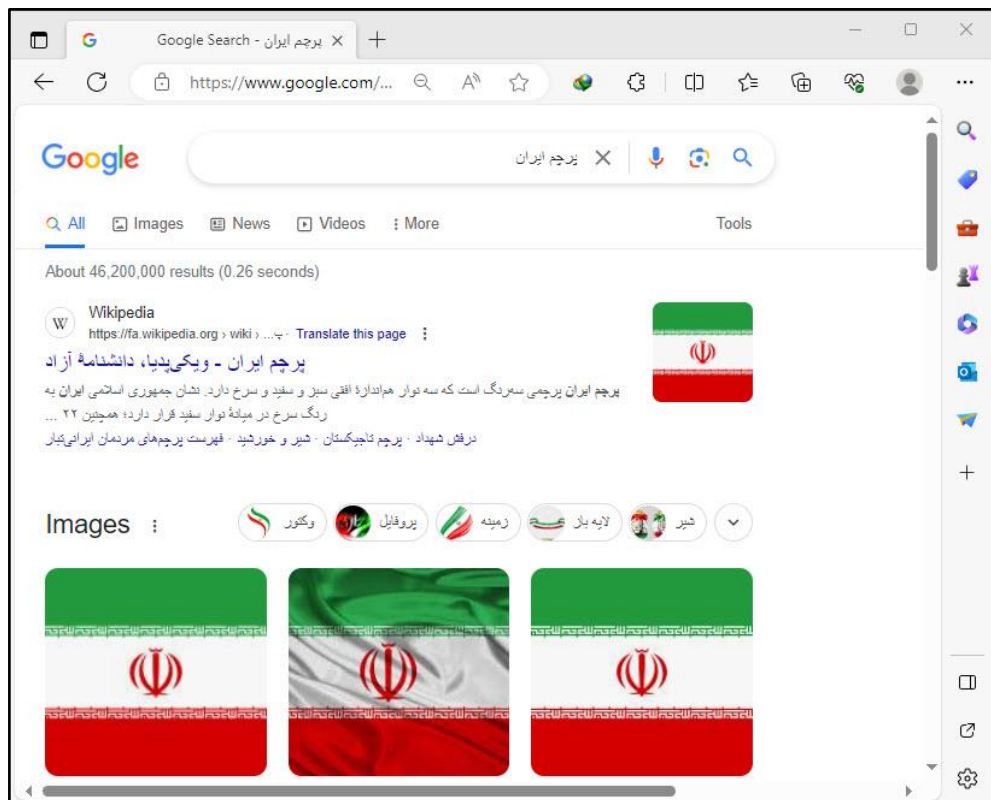 پرچم ایران - Google Search
https://www.google.com/...
Google
پرچم ایران
All Images News Videos More Tools
About 46,200,000 results (0.26 seconds)
W
Wikipedia
https://fa.wikipedia.org › wiki › پ... · Translate this page
پرچم ایران - ویکی‌پدیا، دانشنامهٔ آزاد
پرچم ایران پرچمی سه‌رنگ است که سه نوار هم‌اندازهٔ افقی سبز و سفید و سرخ دارد. نشان جمهوری اسلامی ایران به
رنگ سرخ در میانهٔ نوار سفید قرار دارد؛ همچنین ۲۲ ...
درفش شهداد · پرچم تاجیکستان · شیر و خورشید · فهرست پرچم‌های مردمان ایرانی‌تبار
Images
شیر لایه باز زمینه پروفایل وکتور